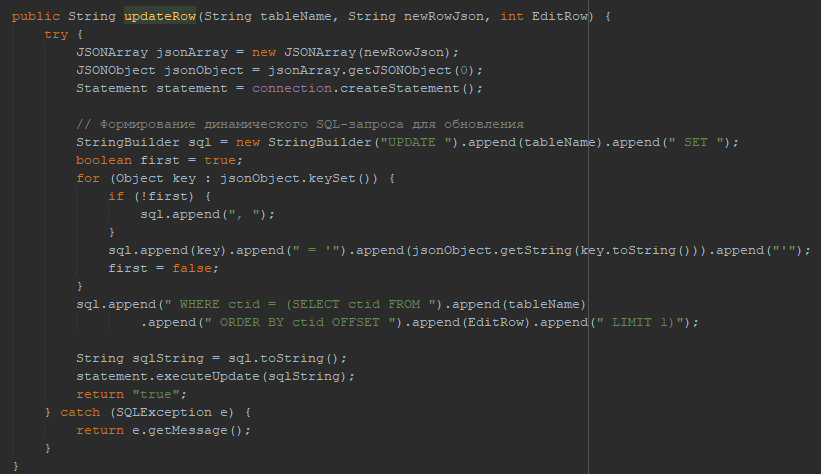 public String updateRow(String tableName, String newRowJson, int EditRow) {
try {
JSONArray jsonArray = new JSONArray(newRowJson);
JSONObject jsonObject = jsonArray.getJSONObject(0);
Statement statement = connection.createStatement();
// Формирование динамического SQL-запроса для обновления
StringBuilder sql = new StringBuilder("UPDATE ").append(tableName).append(" SET ");
boolean first = true;
for (Object key : jsonObject.keySet()) {
if (!first) {
sql.append(", ");
}
sql.append(key).append(" = '").append(jsonObject.getString(key.toString())).append("'");
first = false;
}
sql.append(" WHERE ctid = (SELECT ctid FROM ").append(tableName)
.append(" ORDER BY ctid OFFSET ").append(EditRow).append(" LIMIT 1)");
String sqlString = sql.toString();
statement.executeUpdate(sqlString);
return "true";
} catch (SQLException e) {
return e.getMessage();
}
}